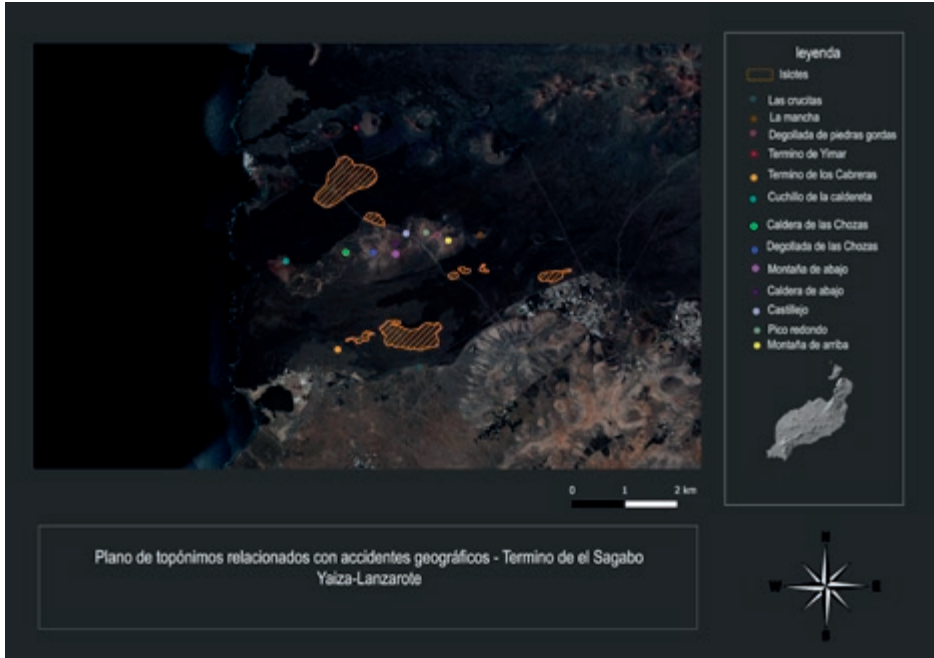 leyenda
Islotes
Las crucitas
La mancha
Degollada de piedras gordas
Termino de Yimar
Termino de los Cabreras
Cuchillo de la caldereta
Caldera de las Chozas
Degollada de las Chozas
Montaña de abajo
Caldera de abajo
Castillejo
Pico redondo
Montaña de arriba
0 1 2 km
Plano de topónimos relacionados con accidentes geográficos - Termino de el Sagabo
Yaiza-Lanzarote
W